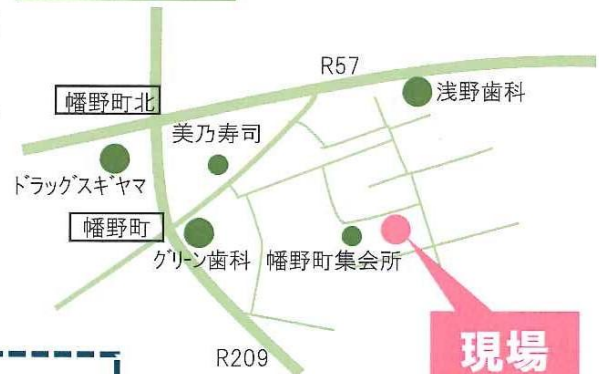 R57
幡野町北
浅野歯科
美乃寿司
ドラッグスギヤマ
幡野町
グリーン歯科
幡野町集会所
現場
R209